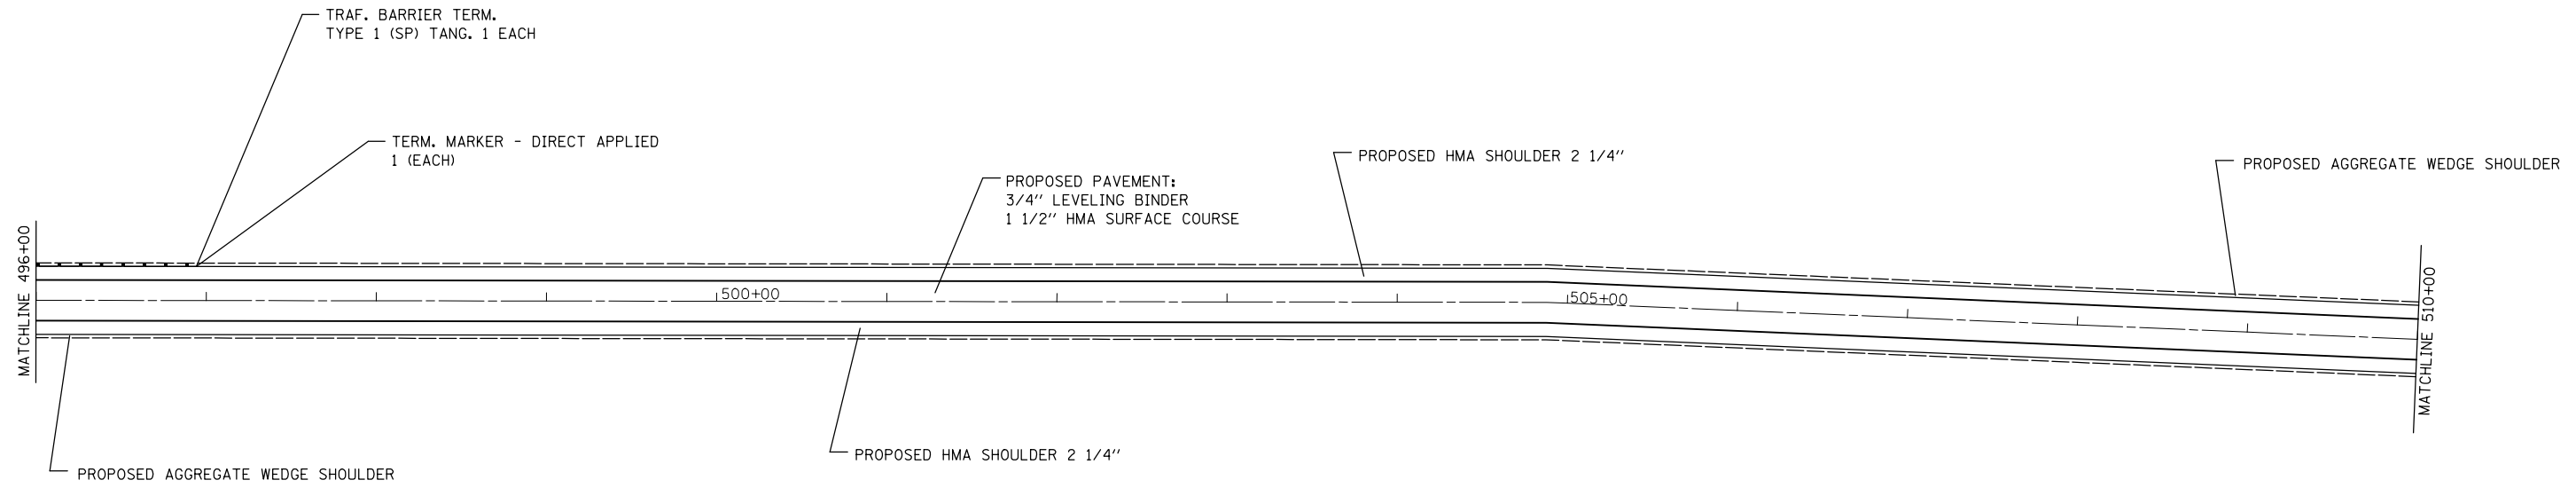 TRAF. BARRIER TERM.
TYPE 1 (SP) TANG. 1 EACH
TERM. MARKER - DIRECT APPLIED
1 (EACH)
PROPOSED PAVEMENT:
3/4" LEVELING BINDER
1 1/2" HMA SURFACE COURSE
PROPOSED HMA SHOULDER 2 1/4"
PROPOSED AGGREGATE WEDGE SHOULDER
MATCHLINE 496+00
500+00
505+00
MATCHLINE 510+00
PROPOSED AGGREGATE WEDGE SHOULDER
PROPOSED HMA SHOULDER 2 1/4"